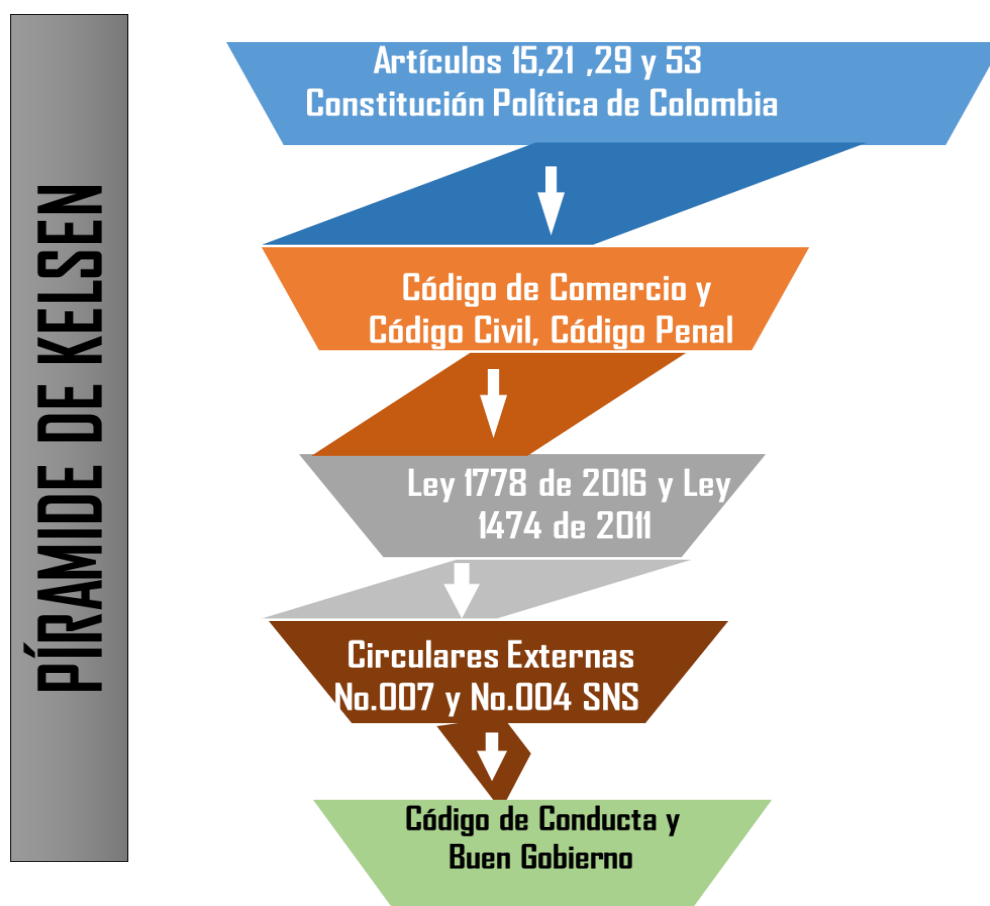 PÍRAMIDE DE KELSEN
Artículos 15,21 ,29 y 53
Constitución Política de Colombia
Código de Comercio y
Código Civil, Código Penal
Ley 1778 de 2016 y Ley
1474 de 2011
Circulares Externas
No.007 y No.004 SNS
Código de Conducta y
Buen Gobierno